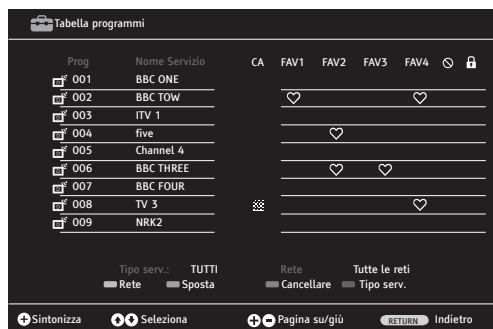 Tabella programmi
Prog Nome Servizio CA FAV1 FAV2 FAV3 FAV4
001 BBC ONE
002 BBC TOW
003 ITV 1
004 five
005 Channel 4
006 BBC THREE
007 BBC FOUR
008 TV 3
009 NRK2
Tipo serv.: TUTTI Rete Tutte le reti
Rete Sposta Cancellare Tipo serv.
Sintonizza Seleziona Pagina su/giù RETURN Indietro